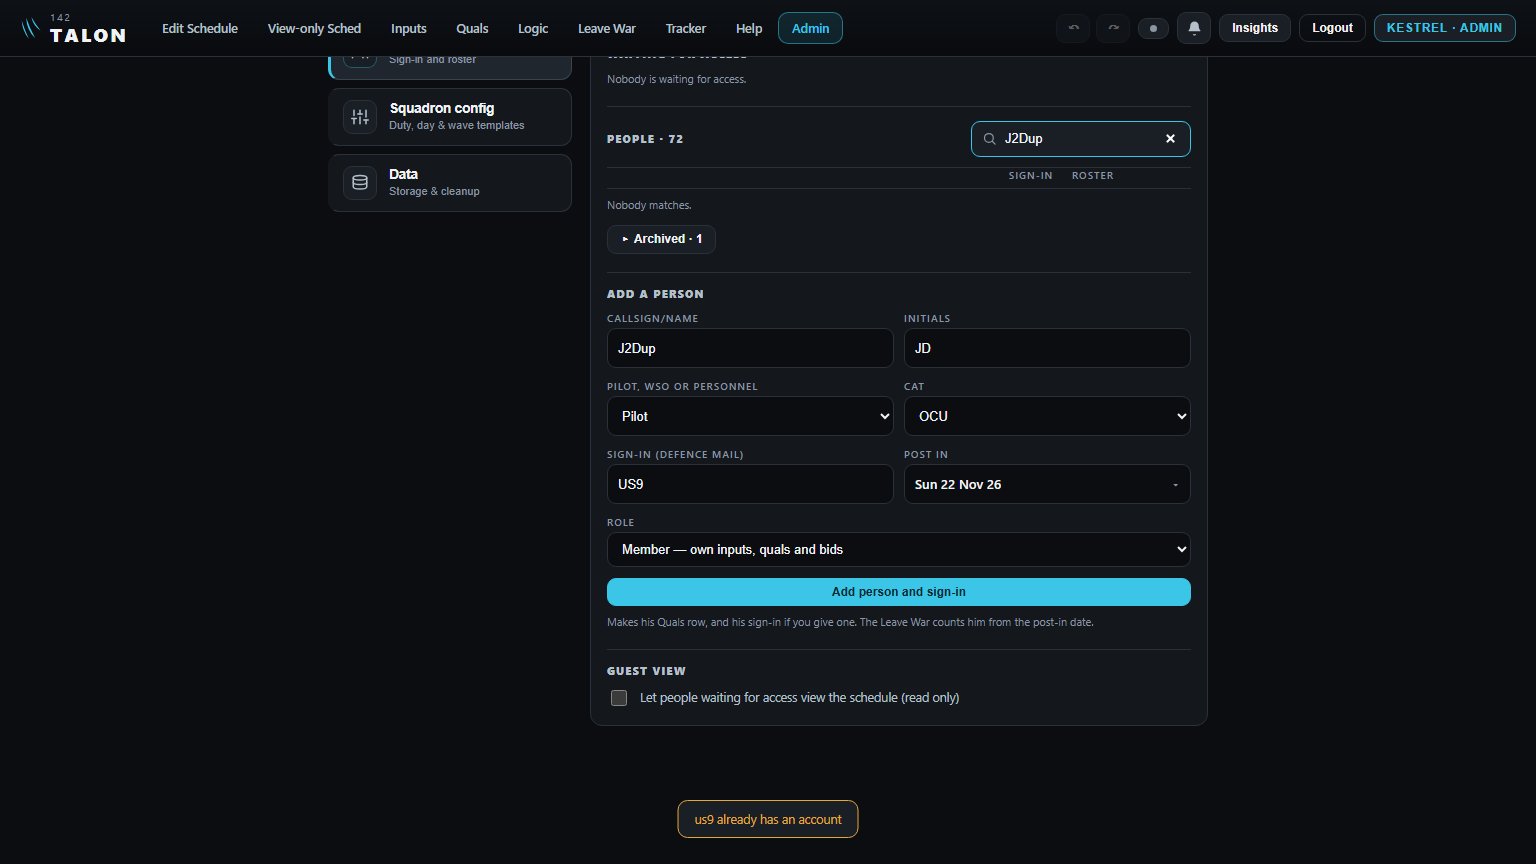 142
TALON
Edit Schedule
View-only Sched
Inputs
Quals
Logic
Leave War
Tracker
Help
Admin
Insights
Logout
KESTREL · ADMIN
Sign-in and roster
Squadron config
Duty, day & wave templates
Data
Storage & cleanup
Nobody is waiting for access.
PEOPLE · 72
J2Dup
SIGN-IN ROSTER
Nobody matches.
Archived · 1
ADD A PERSON
CALLSIGN/NAME
J2Dup
INITIALS
JD
PILOT, WSO OR PERSONNEL
Pilot
CAT
OCU
SIGN-IN (DEFENCE MAIL)
US9
POST IN
Sun 22 Nov 26
ROLE
Member — own inputs, quals and bids
Add person and sign-in
Makes his Quals row, and his sign-in if you give one. The Leave War counts him from the post-in date.
GUEST VIEW
Let people waiting for access view the schedule (read only)
us9 already has an account